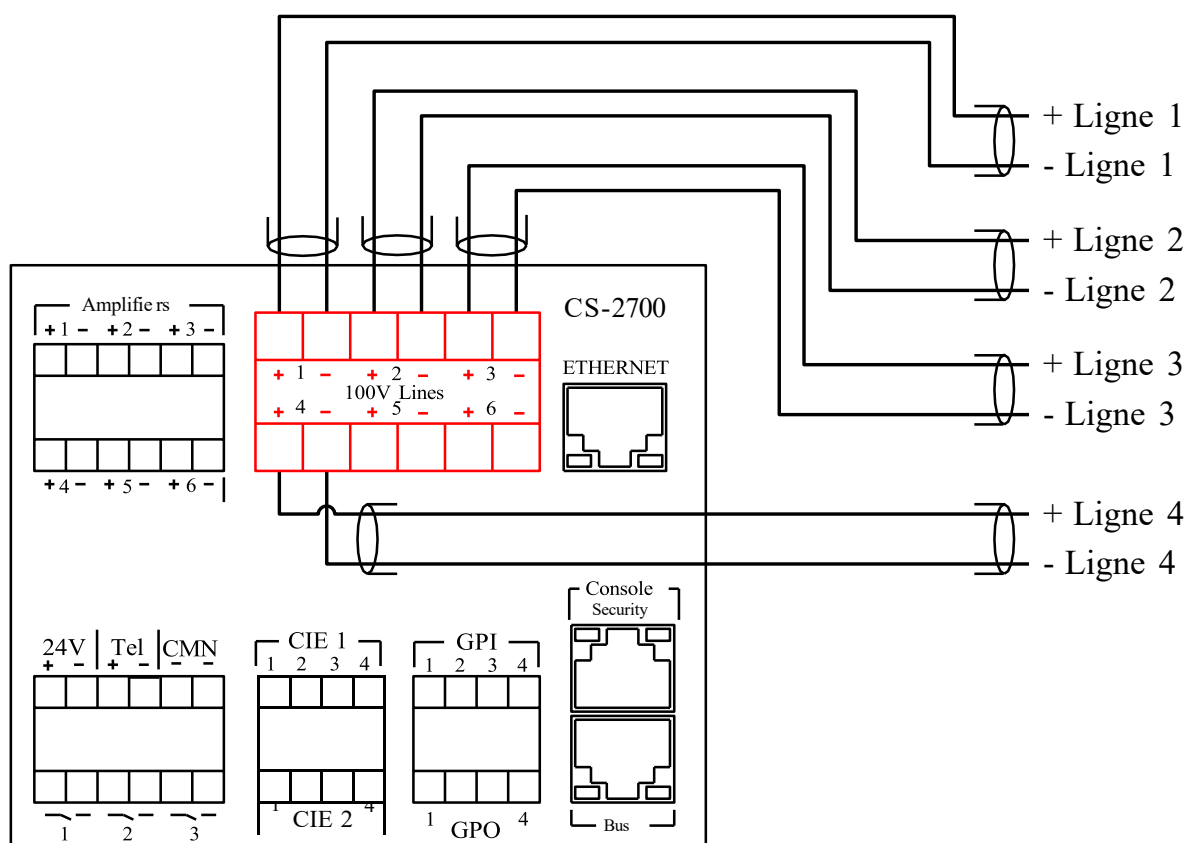 + Ligne 1
- Ligne 1
+ Ligne 2
- Ligne 2
+ Ligne 3
- Ligne 3
+ Ligne 4
- Ligne 4
CS-2700
Amplifie rs
+ 1 - + 2 - + 3 -
+ 4 - + 5 - + 6 -
+ 1 - + 2 - + 3 -
100V Lines
+ 4 - + 5 - + 6 -
ETHERNET
24V Tel CMN
+ - + - - -
1 2 3
CIE 1
1 2 3 4
1 4
CIE 2
GPI
1 2 3 4
1 4
GPO
Console
Security
Bus